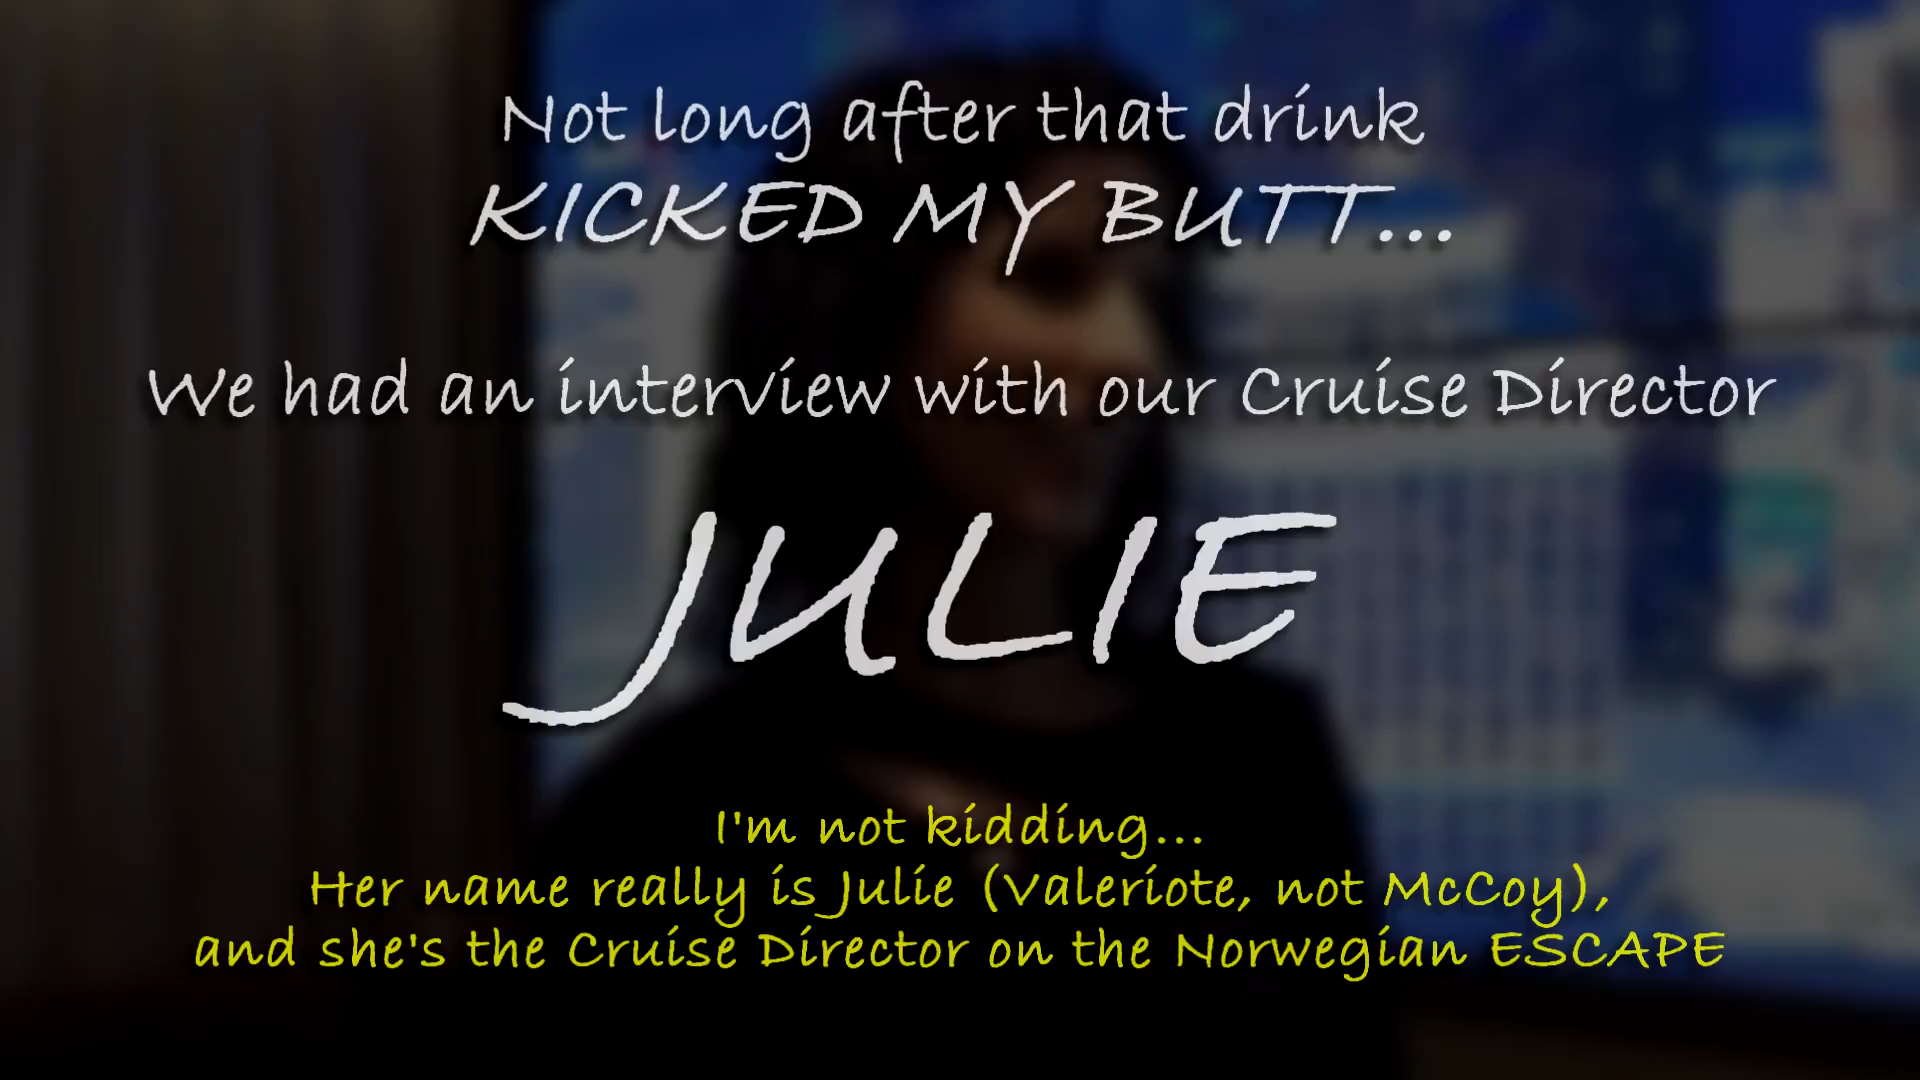 Not long after that drink
KICKED MY BUTT...
We had an interview with our Cruise Director
JULIE
I'm not kidding...
Her name really is Julie (Valeriote, not McCoy),
and she's the Cruise Director on the Norwegian ESCAPE